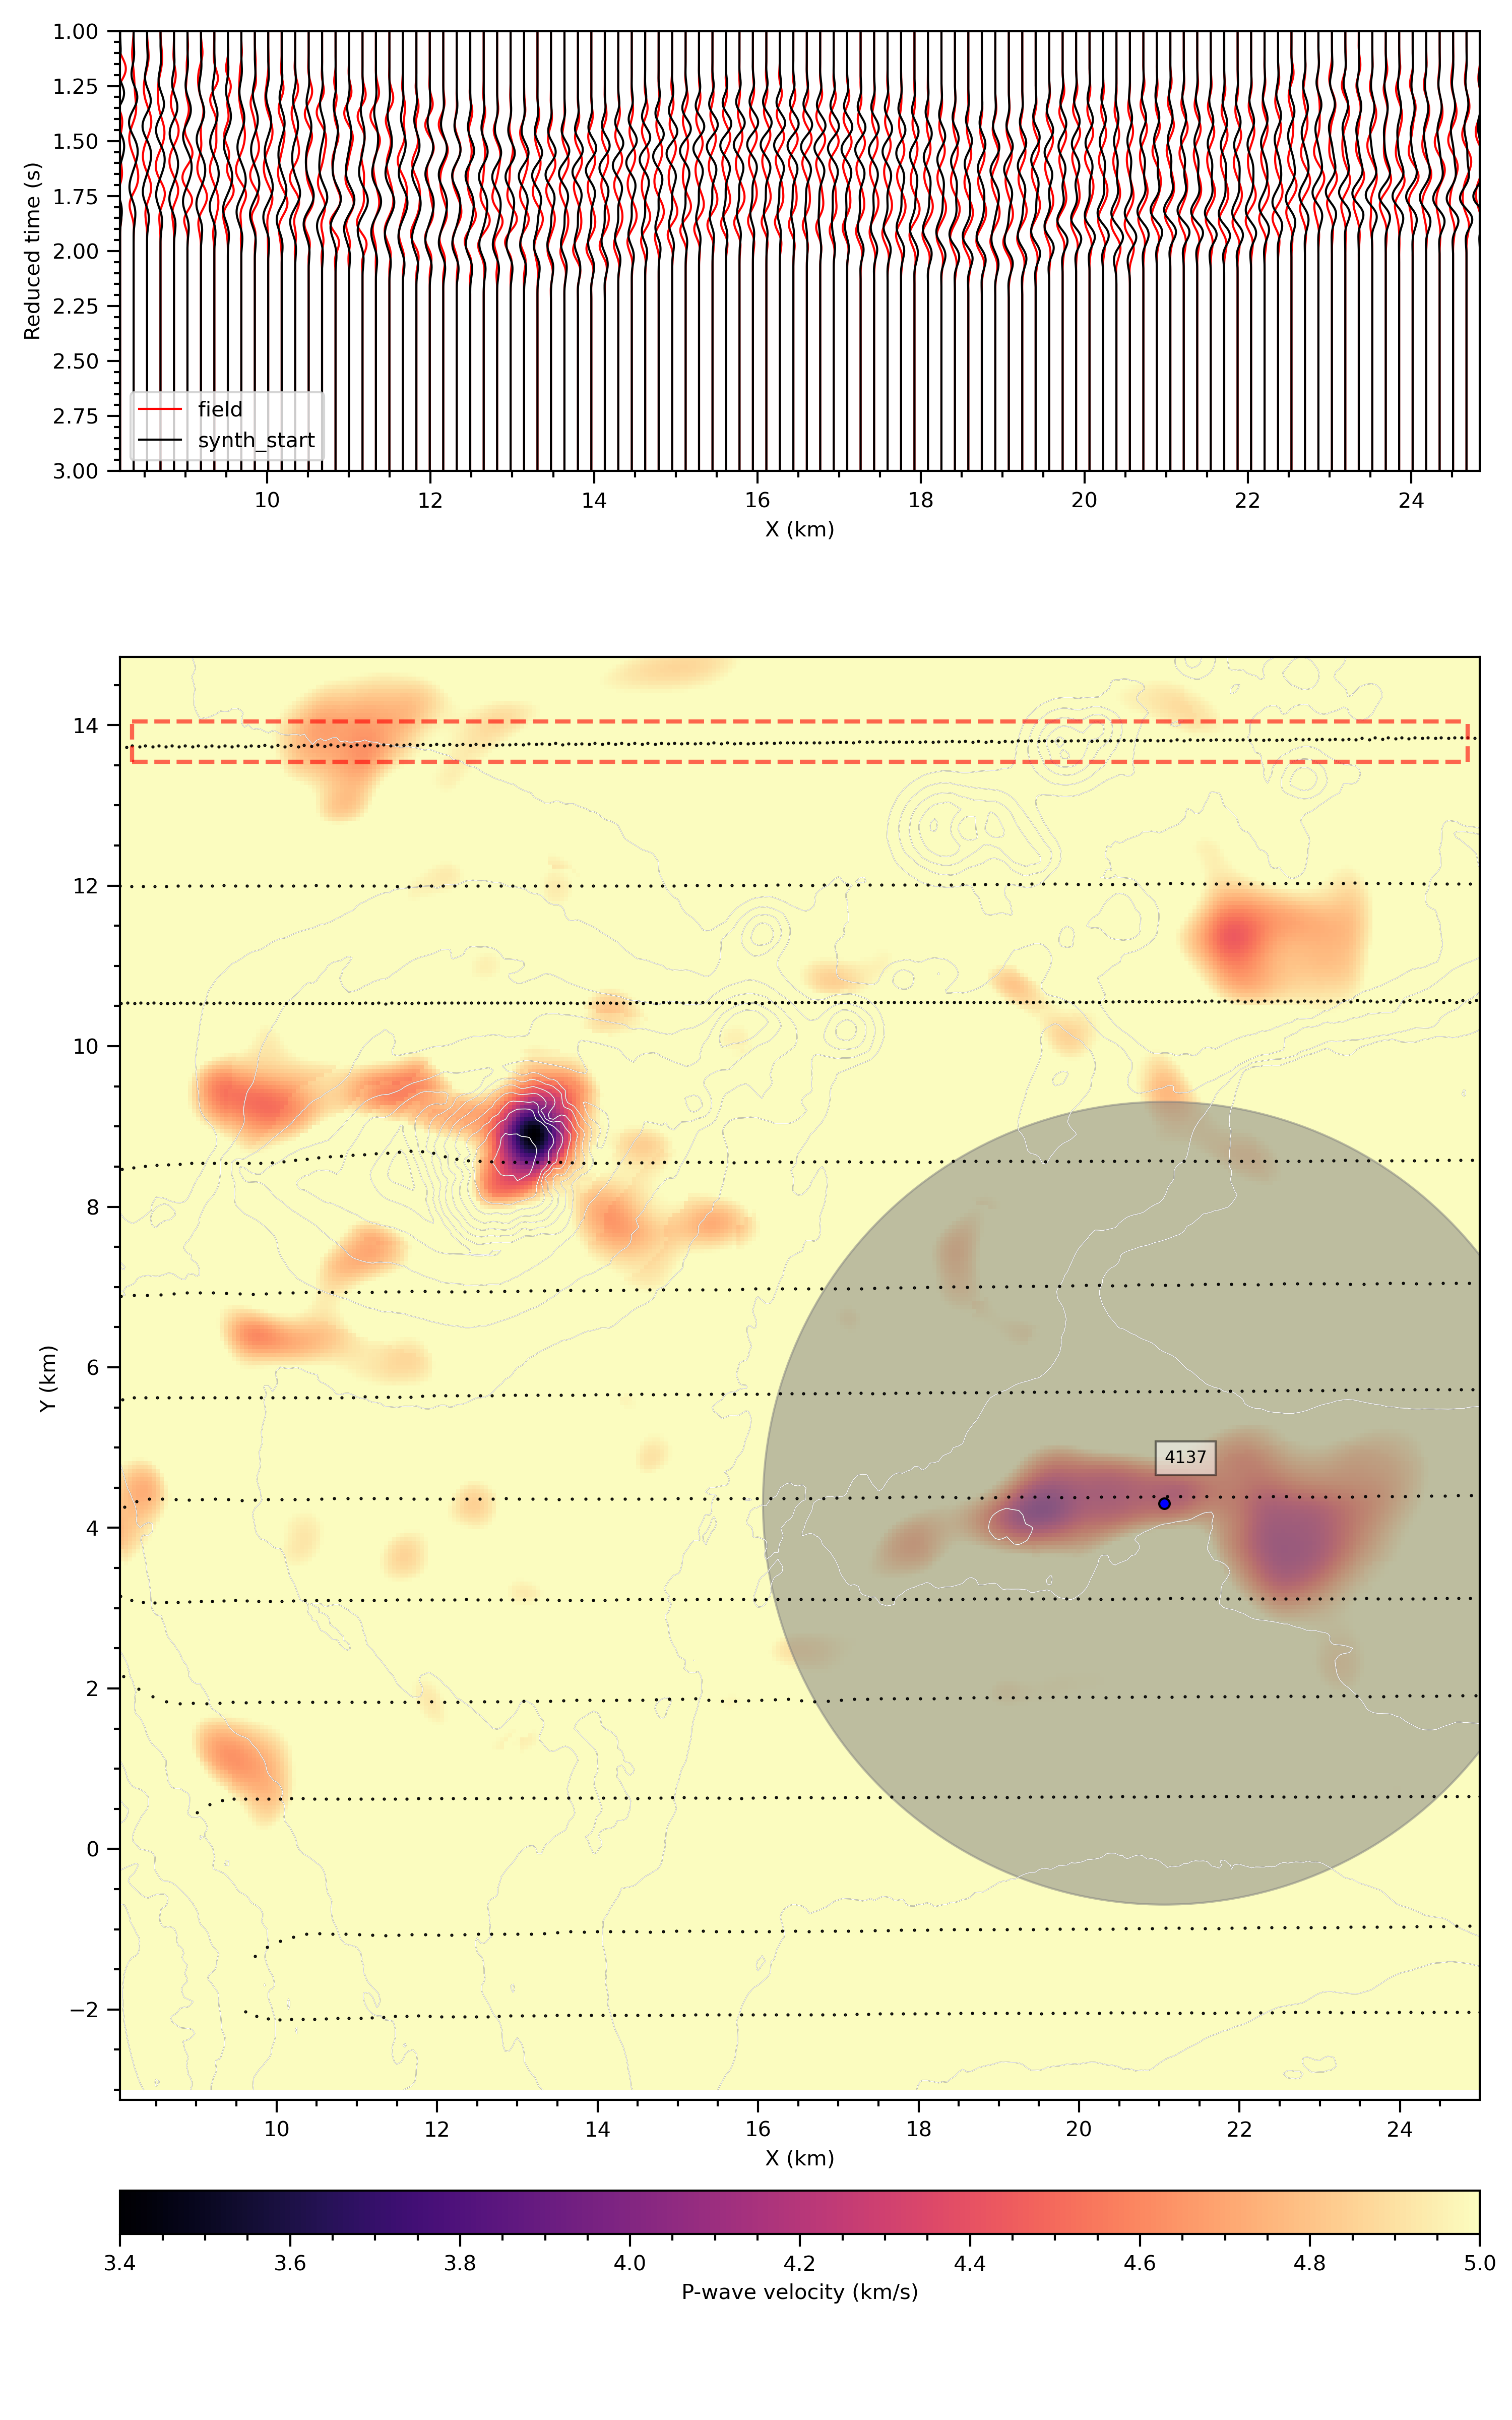 1.00
1.25
1.50
1.75
2.00
2.25
2.50
2.75
3.00
Reduced time (s)
field
synth_start
10 12 14 16 18 20 22 24
X (km)
14
12
10
8
6
4
2
0
−2
Y (km)
4137
10 12 14 16 18 20 22 24
X (km)
3.4 3.6 3.8 4.0 4.2 4.4 4.6 4.8 5.0
P-wave velocity (km/s)